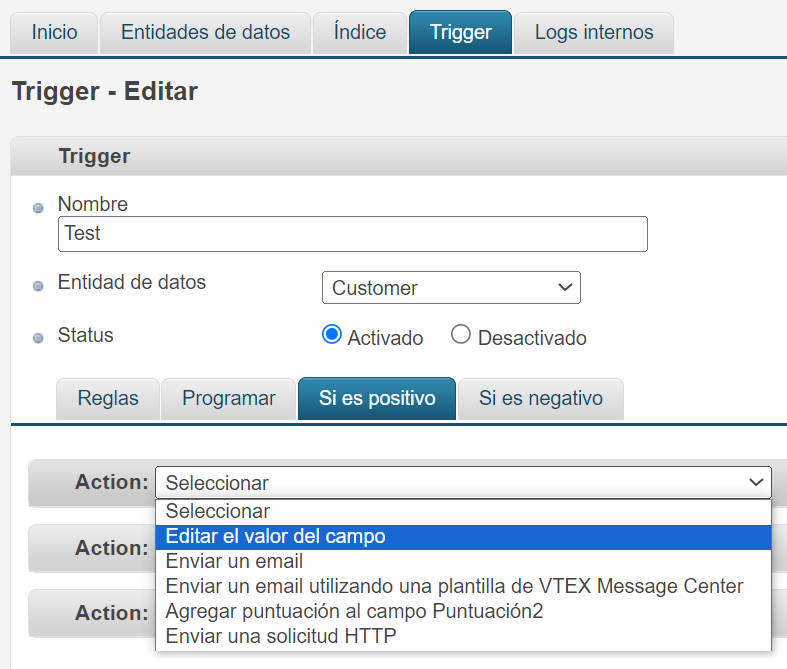 Inicio Entidades de datos Índice Trigger Logs internos
Trigger - Editar
Trigger
Nombre
Test
Entidad de datos Customer
Status Activado Desactivado
Reglas Programar Si es positivo Si es negativo
Action: Seleccionar
Seleccionar
Editar el valor del campo
Action:
Enviar un email
Enviar un email utilizando una plantilla de VTEX Message Center
Action: Agregar puntuación al campo Puntuación2
Enviar una solicitud HTTP